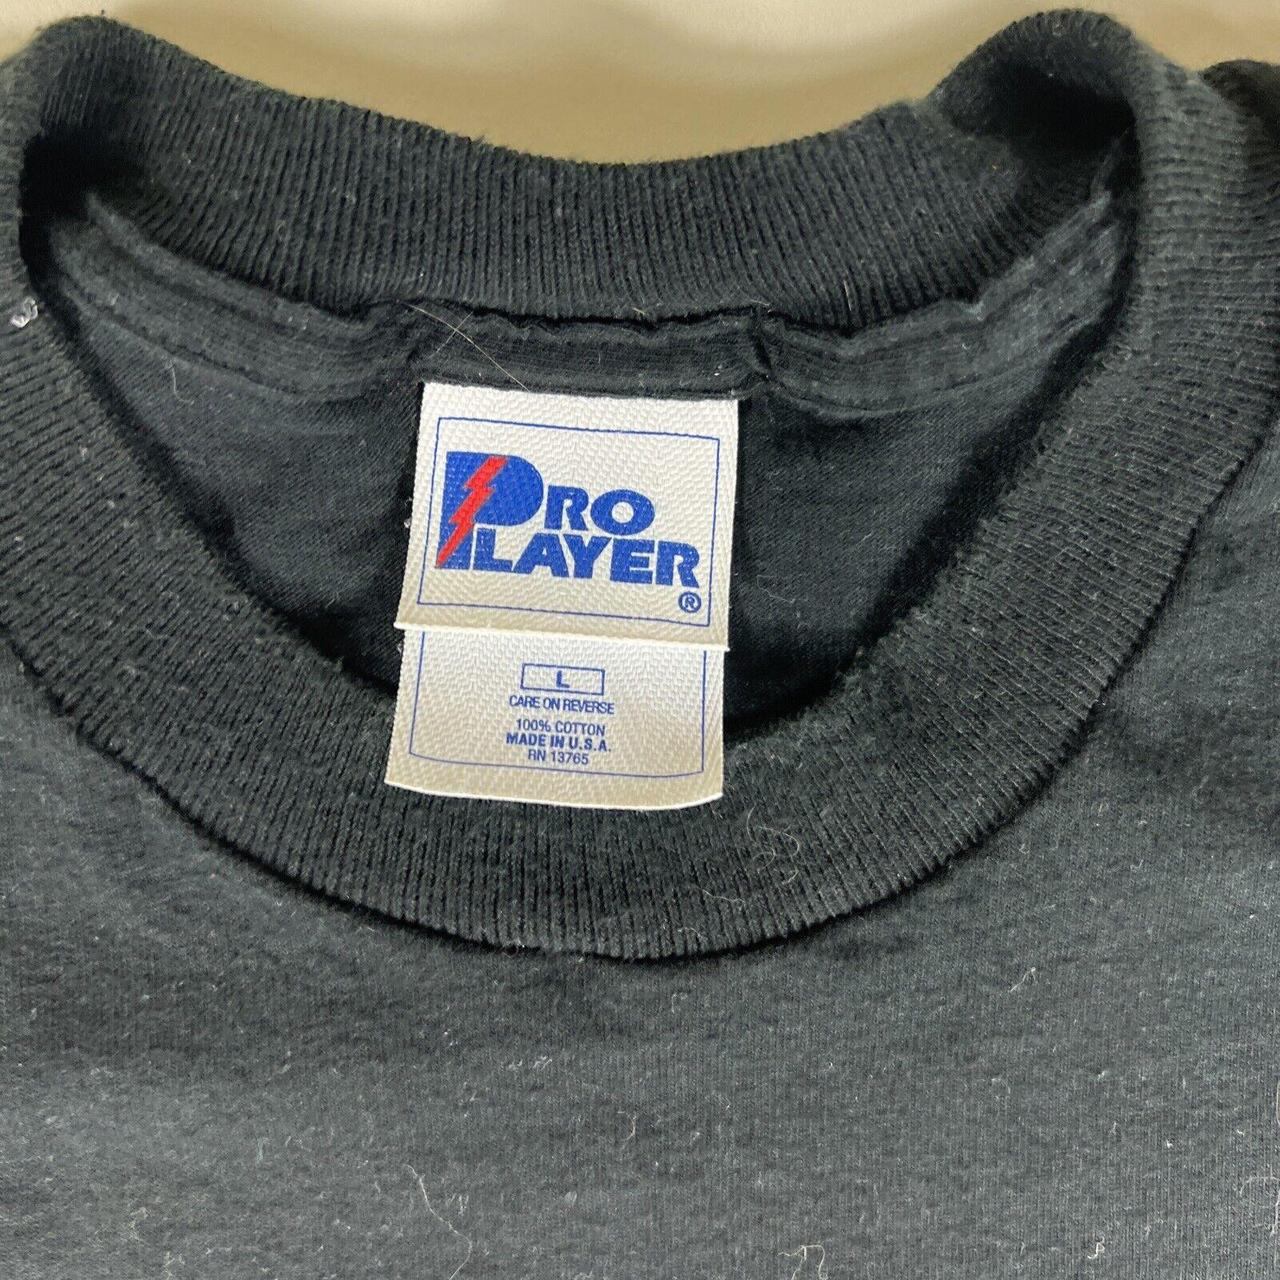 PRO
PLAYER
®
L
CARE ON REVERSE
100% COTTON
MADE IN U.S.A.
RN 13765